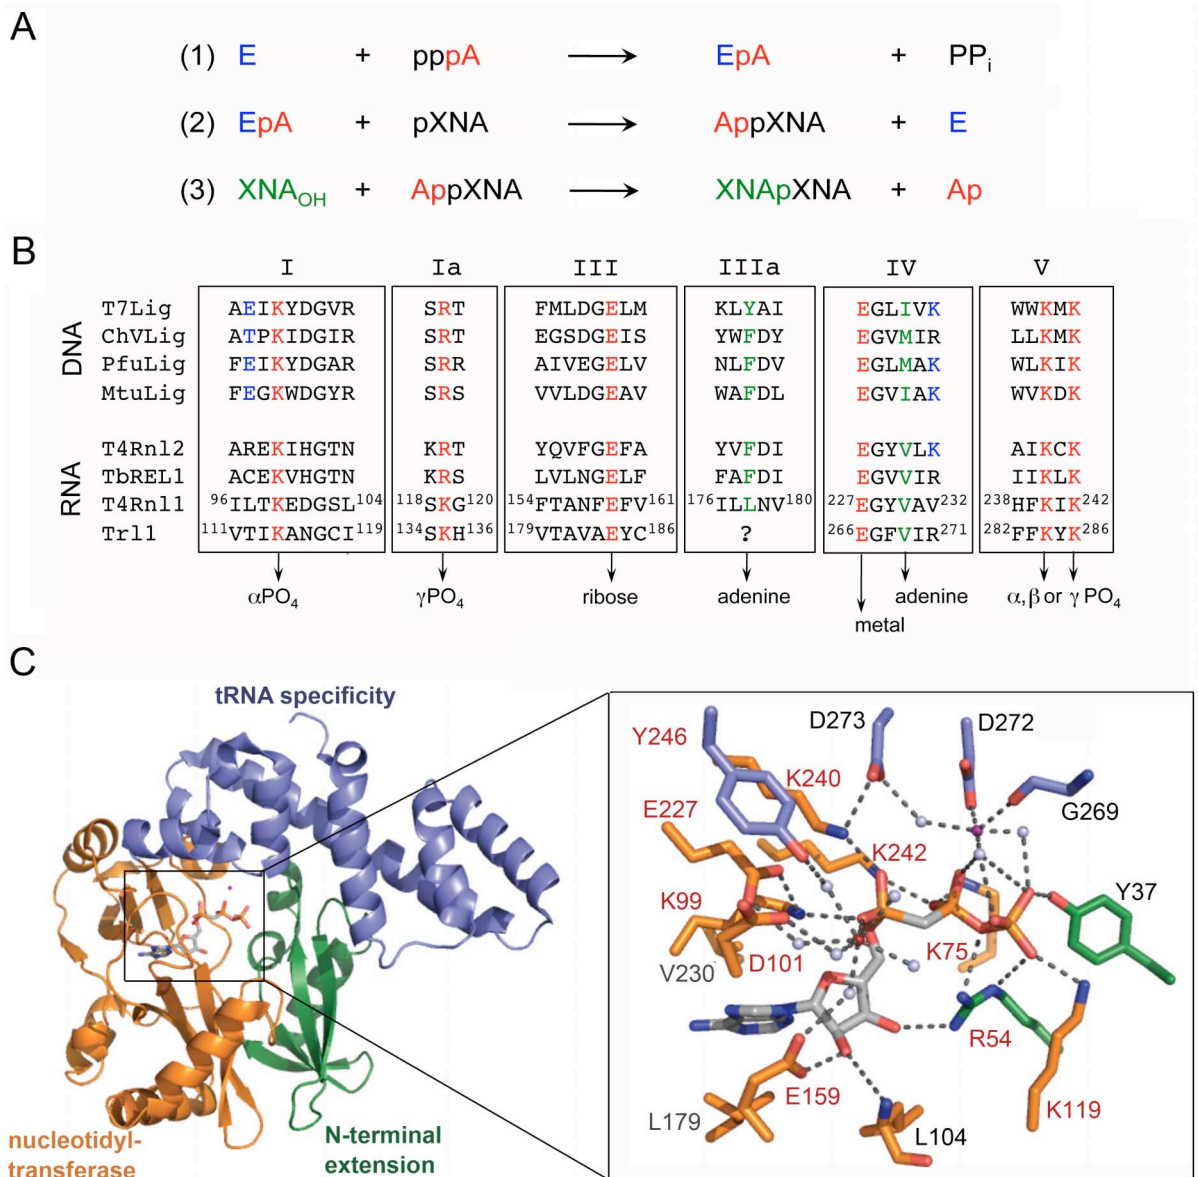 A
(1) E + pppA → EpA + PPi
(2) EpA + pXNA → AppXNA + E
(3) XNAOH + AppXNA → XNApXNA + Ap
B
I Ia III IIIa IV V
DNA
T7Lig AEIKYDGVR SRT FMLDGELM KLYAI EGLIVK WWKMK
ChVLig ATPKIDGIR SRT EGSDGEIS YWFDY EGVMIR LLKMK
PfuLig FEIKYDGAR SRR AIVEGELV NLFDV EGLMAK WLKIK
MtuLig FEGKWDGYR SRS VVLDGEAV WAFDL EGLIAK WVKDK
RNA
T4Rnl2 AREKIHGTN KRT YQVFGEFA YVFDI EGYVLK AIKCK
TbREL1 ACEKVHGTN KRS LVLNGELF FAFDI EGVVIR IIKLK
T4Rnl1 96ILTKEDGSL104 118SKG120 154FTANFEFV161 176ILLNV180 227EGYVAV232 238HFKIK242
Trl1 111VTIKANGCI119 134SKH136 179VTAVAEYC186 ? 266EGFVIR271 282FFKYK286
αPO4 γPO4 ribose adenine adenine α,β or γ PO4
metal
C
tRNA specificity
nucleotidyl-
transferase
N-terminal
extension
Y246
D273
D272
K240
E227
G269
K242
K99
Y37
V230
D101
K75
R54
E159
K119
L179
L104